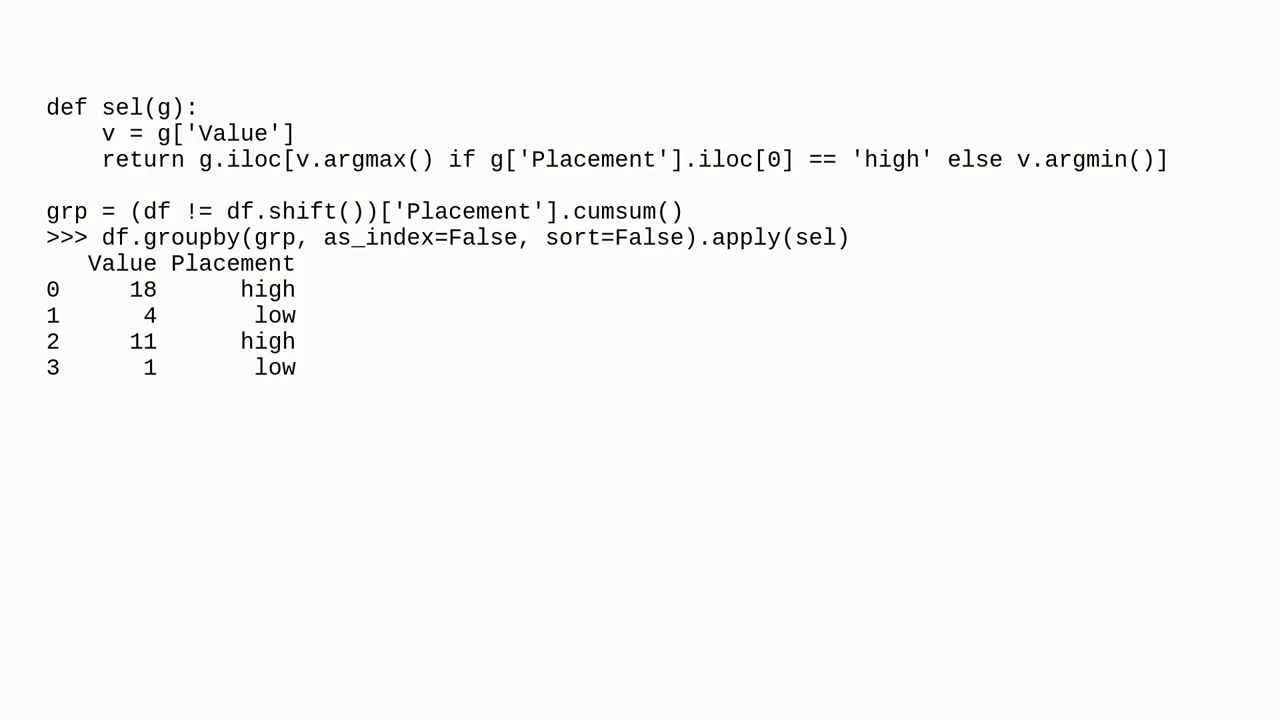 def sel(g):
    v = g['Value']
    return g.iloc[v.argmax() if g['Placement'].iloc[0] == 'high' else v.argmin()]

grp = (df != df.shift())['Placement'].cumsum()
>>> df.groupby(grp, as_index=False, sort=False).apply(sel)
   Value Placement
0     18      high
1      4       low
2     11      high
3      1       low